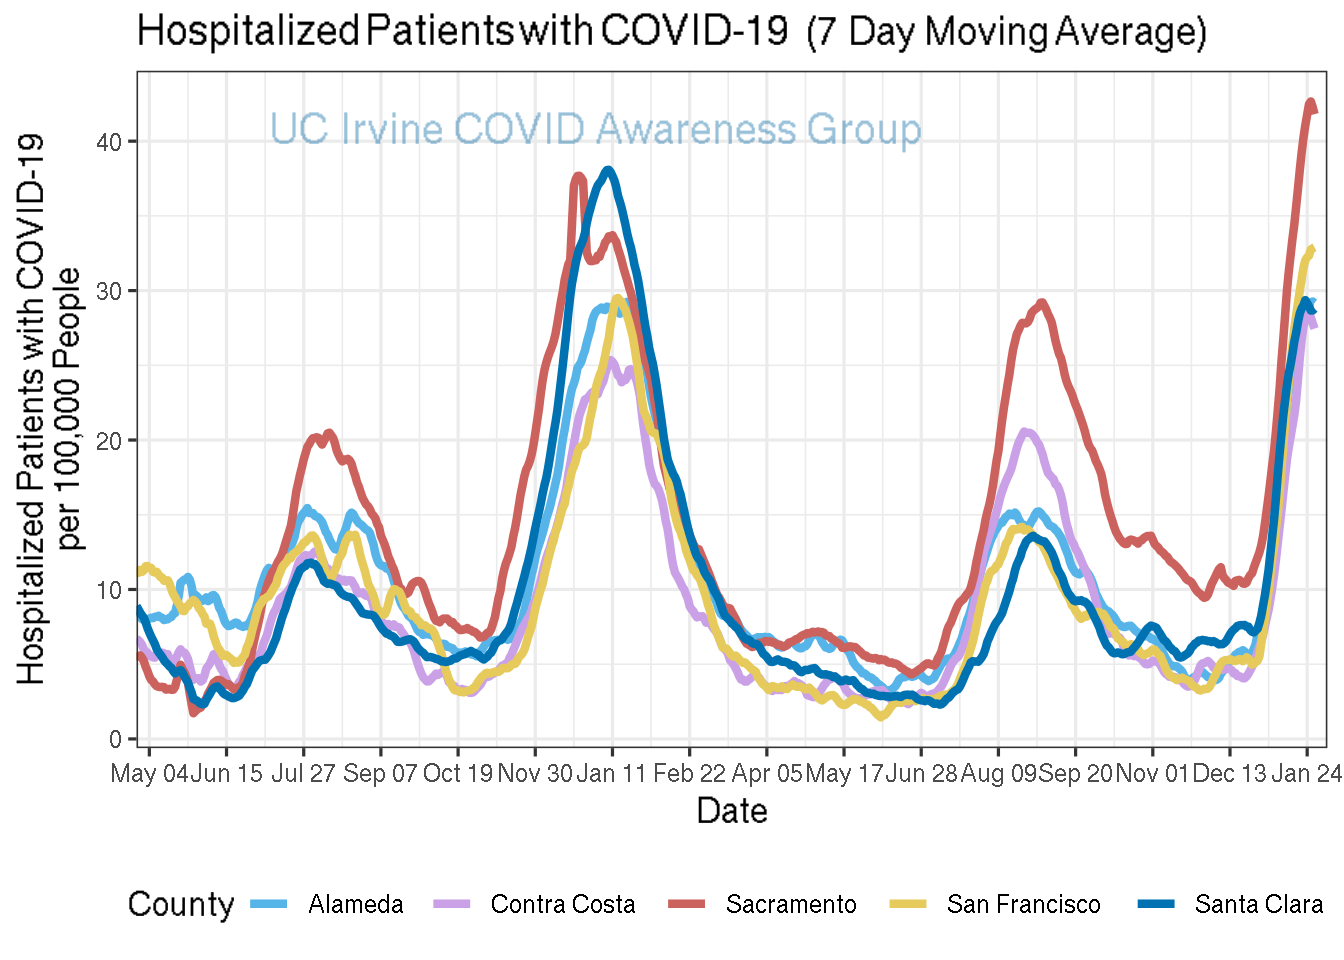 Hospitalized Patients with COVID-19 (7 Day Moving Average)
UC Irvine COVID Awareness Group
Hospitalized Patients with COVID-19
per 100,000 People
40
30
20
10
0
May 04 Jun 15 Jul 27 Sep 07 Oct 19 Nov 30 Jan 11 Feb 22 Apr 05 May 17 Jun 28 Aug 09 Sep 20 Nov 01 Dec 13 Jan 24
Date
County Alameda Contra Costa Sacramento San Francisco Santa Clara